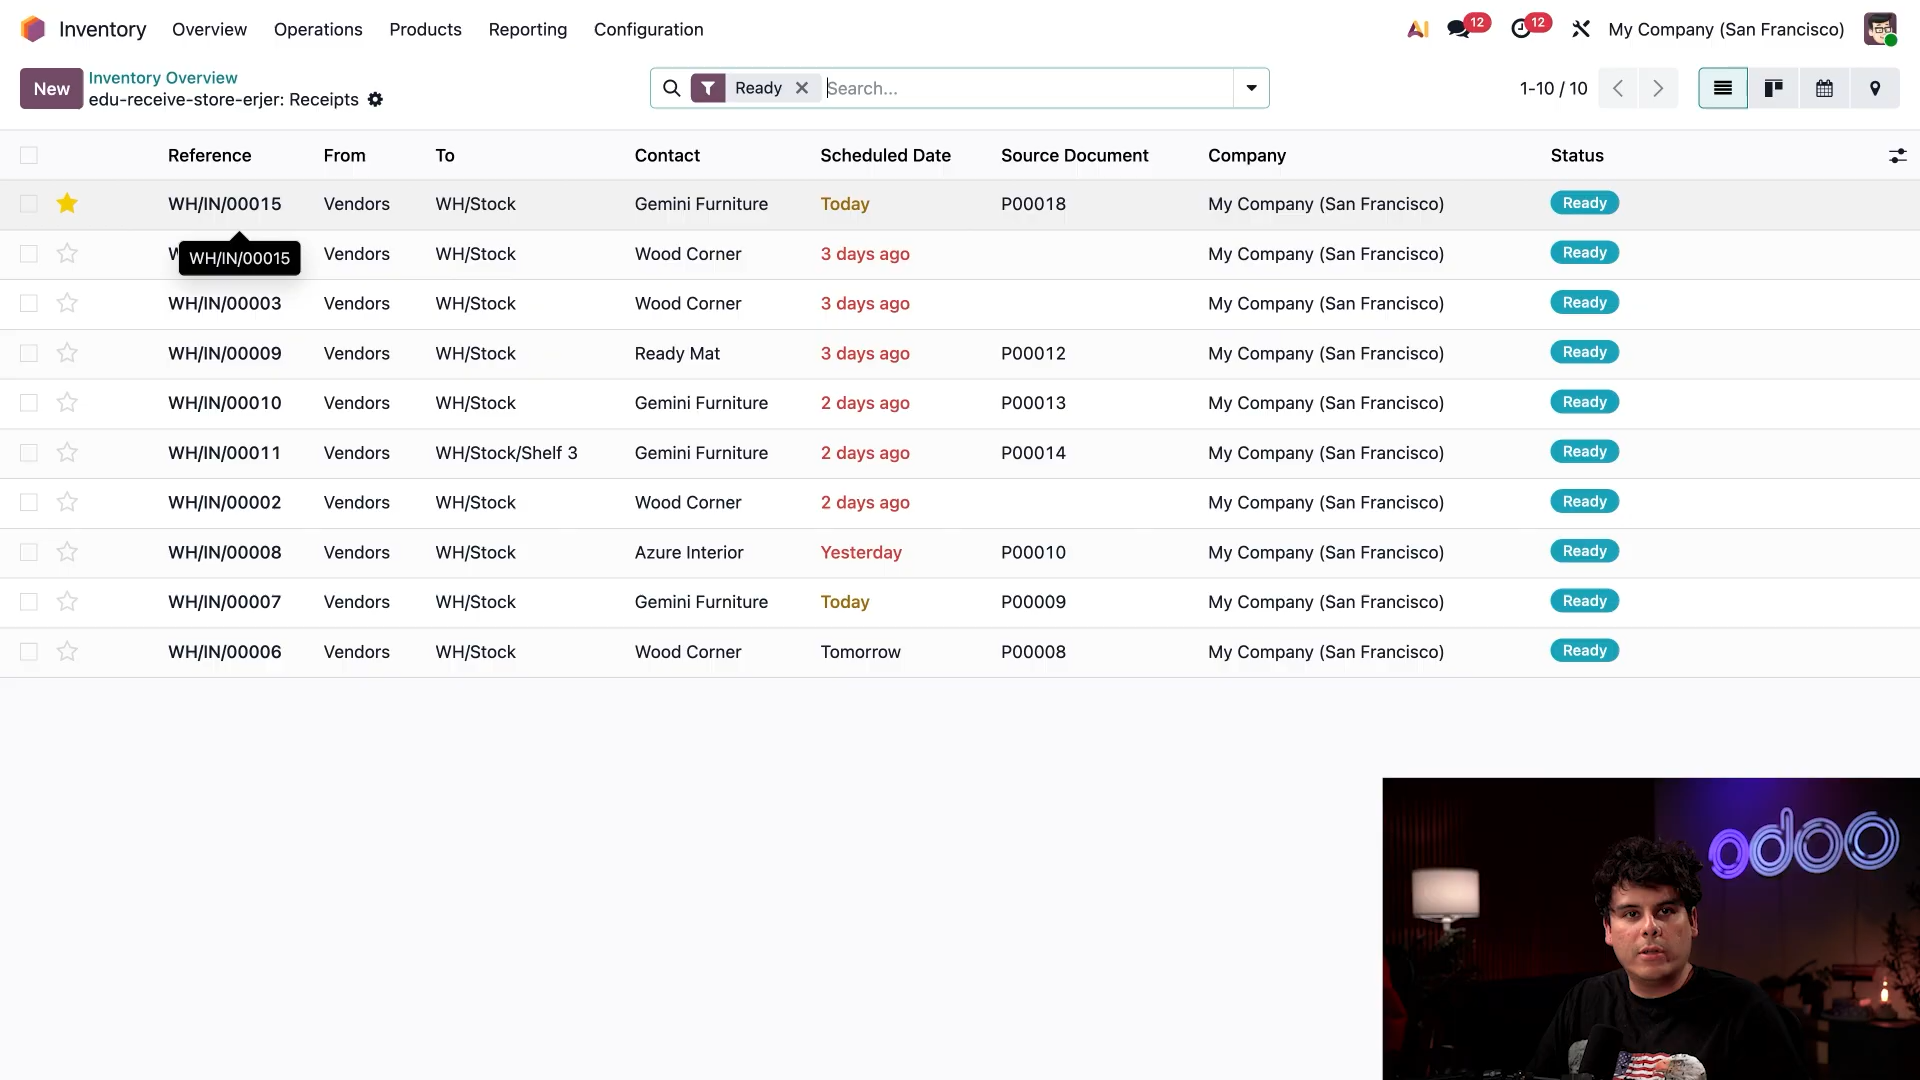 Inventory Overview Operations Products Reporting Configuration AI 12 12 My Company (San Francisco)
New Inventory Overview
edu-receive-store-erjer: Receipts Ready Search... 1-10 / 10
Reference From To Contact Scheduled Date Source Document Company Status
WH/IN/00015 Vendors WH/Stock Gemini Furniture Today P00018 My Company (San Francisco) Ready
W Vendors WH/Stock Wood Corner 3 days ago My Company (San Francisco) Ready
WH/IN/00015
WH/IN/00003 Vendors WH/Stock Wood Corner 3 days ago My Company (San Francisco) Ready
WH/IN/00009 Vendors WH/Stock Ready Mat 3 days ago P00012 My Company (San Francisco) Ready
WH/IN/00010 Vendors WH/Stock Gemini Furniture 2 days ago P00013 My Company (San Francisco) Ready
WH/IN/00011 Vendors WH/Stock/Shelf 3 Gemini Furniture 2 days ago P00014 My Company (San Francisco) Ready
WH/IN/00002 Vendors WH/Stock Wood Corner 2 days ago My Company (San Francisco) Ready
WH/IN/00008 Vendors WH/Stock Azure Interior Yesterday P00010 My Company (San Francisco) Ready
WH/IN/00007 Vendors WH/Stock Gemini Furniture Today P00009 My Company (San Francisco) Ready
WH/IN/00006 Vendors WH/Stock Wood Corner Tomorrow P00008 My Company (San Francisco) Ready
odoo